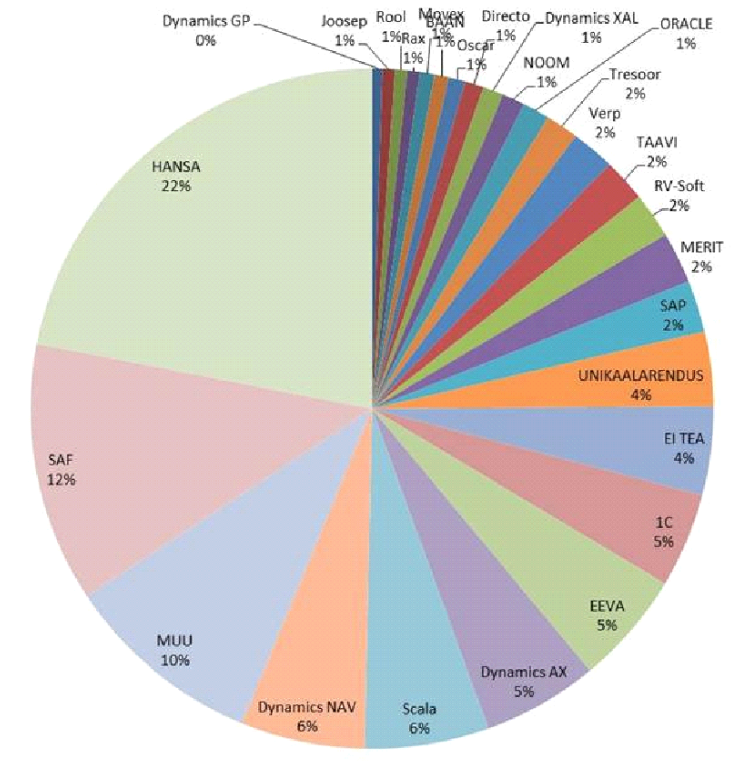 Dynamics GP
0%
Joosep
1%
Rool
1%
Rax
1%
Movex
1%
BAAN
1%
Oscar
1%
Directo
1%
Dynamics XAL
1%
NOOM
1%
ORACLE
1%
Tresoor
2%
Verp
2%
TAAVI
2%
RV-Soft
2%
MERIT
2%
SAP
2%
UNIKAALARENDUS
4%
EI TEA
4%
1C
5%
EEVA
5%
Dynamics AX
5%
Scala
6%
Dynamics NAV
6%
MUU
10%
SAF
12%
HANSA
22%